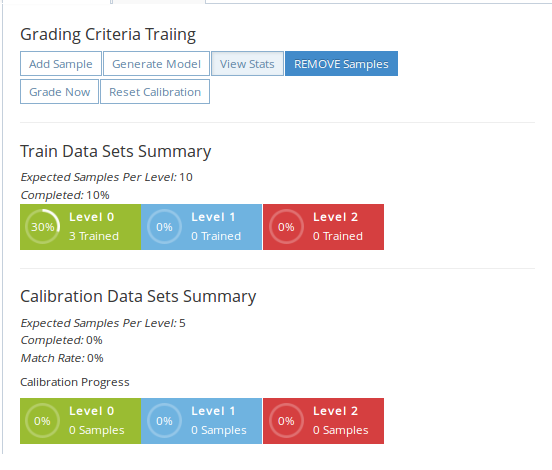 Grading Criteria Traiing
Add Sample Generate Model View Stats REMOVE Samples
Grade Now Reset Calibration
Train Data Sets Summary
Expected Samples Per Level: 10
Completed: 10%
30% Level 0 0% Level 1 0% Level 2
3 Trained 0 Trained 0 Trained
Calibration Data Sets Summary
Expected Samples Per Level: 5
Completed: 0%
Match Rate: 0%
Calibration Progress
0% Level 0 0% Level 1 0% Level 2
0 Samples 0 Samples 0 Samples